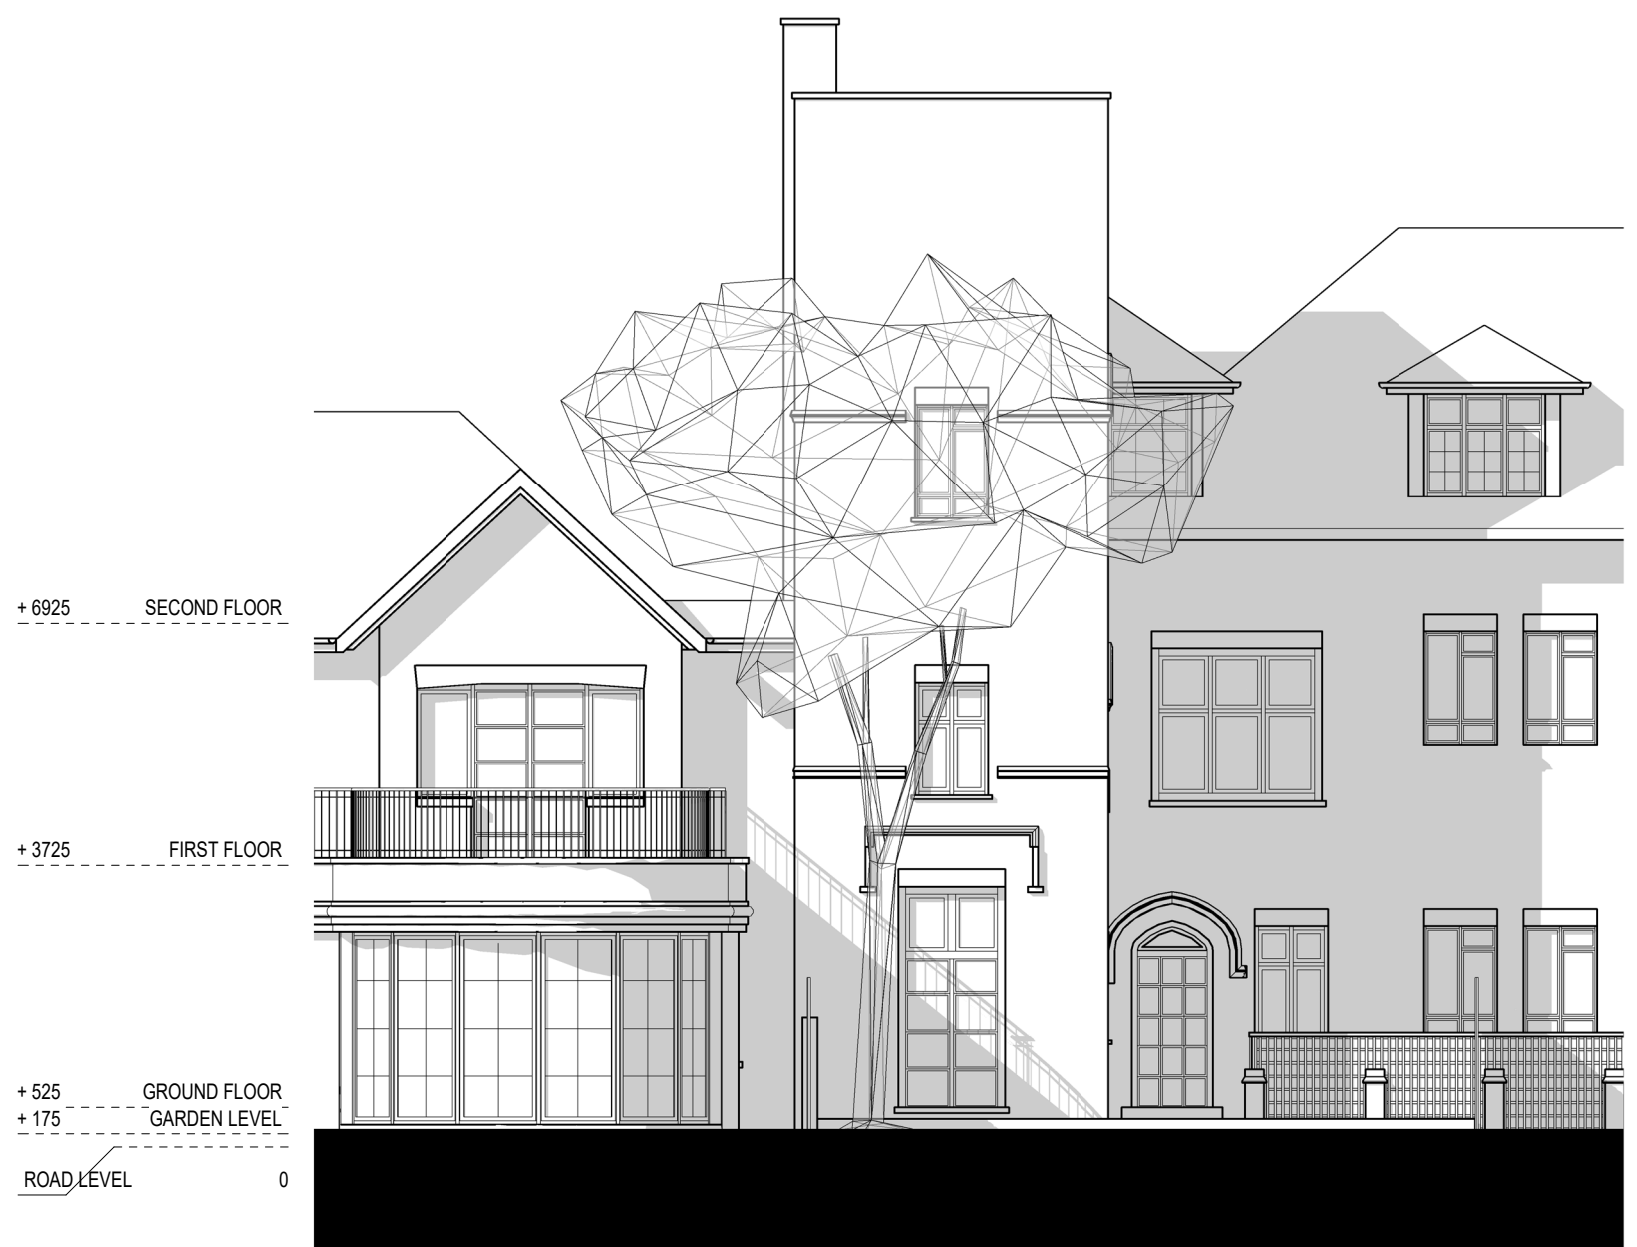 + 6925 SECOND FLOOR
+ 3725 FIRST FLOOR
+ 525 GROUND FLOOR
+ 175 GARDEN LEVEL
ROAD LEVEL 0